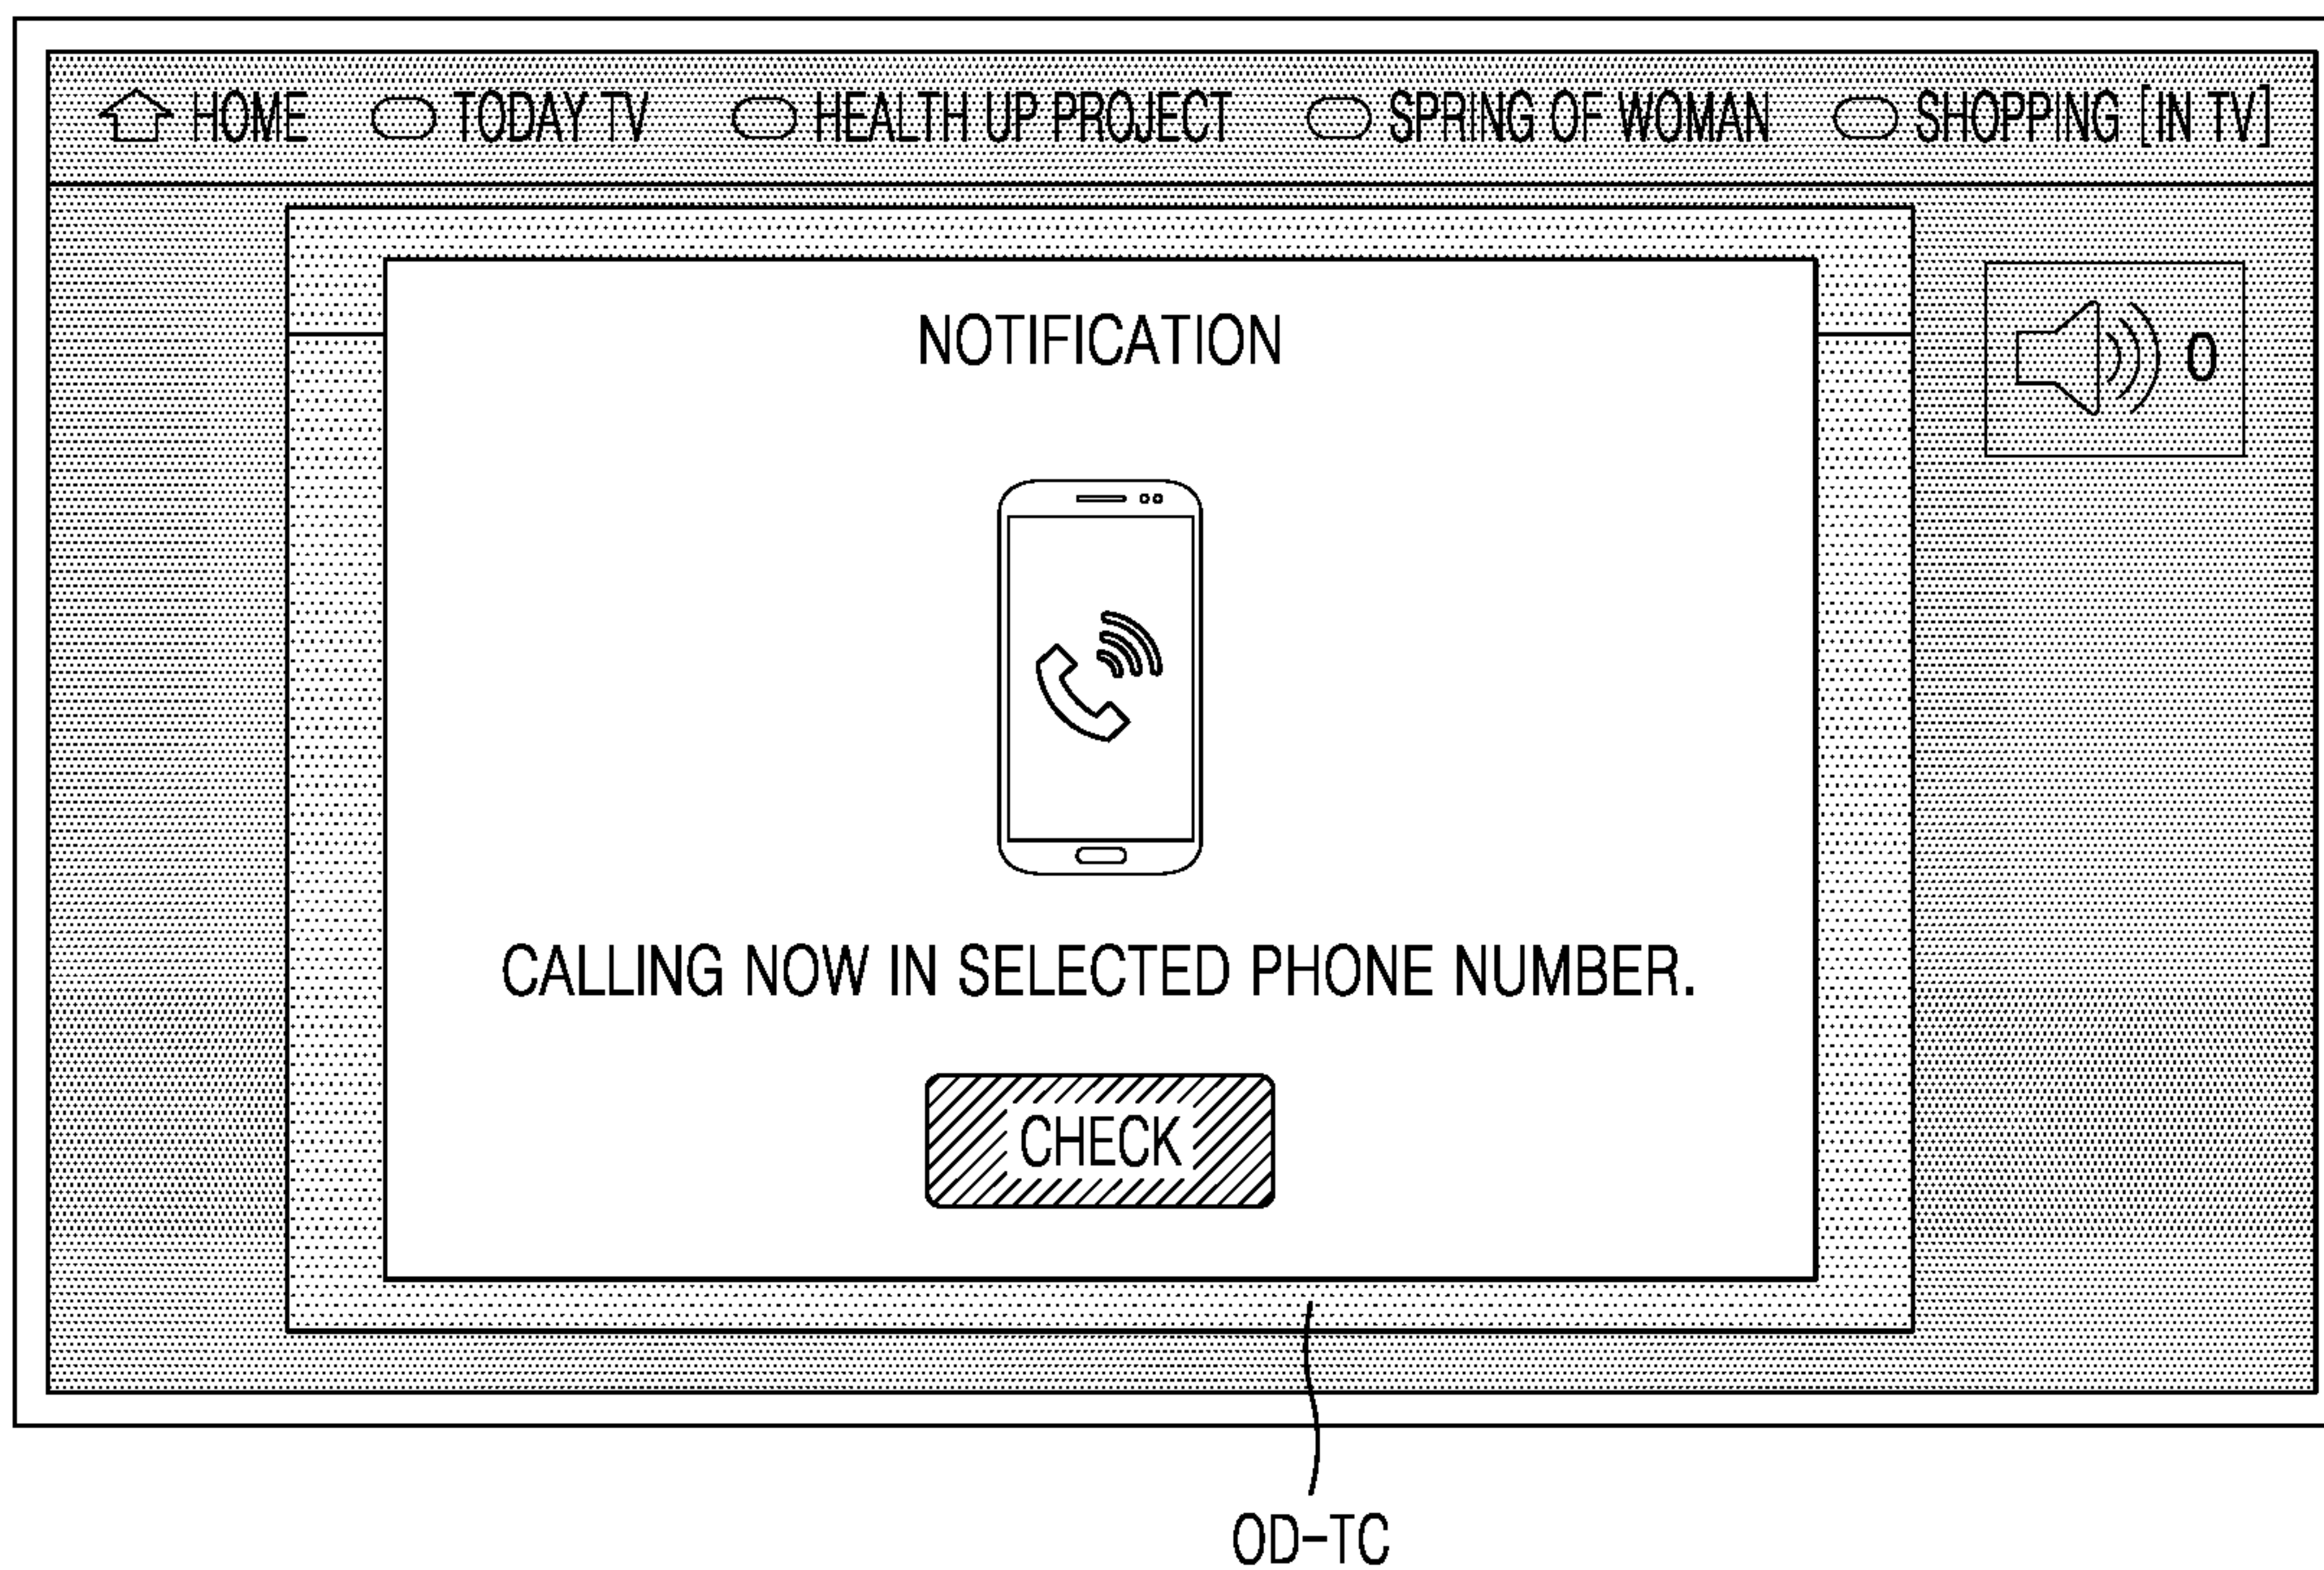 HOME TODAY TV HEALTH UP PROJECT SPRING OF WOMAN SHOPPING [IN TV]
NOTIFICATION
0
CALLING NOW IN SELECTED PHONE NUMBER.
CHECK
OD-TC